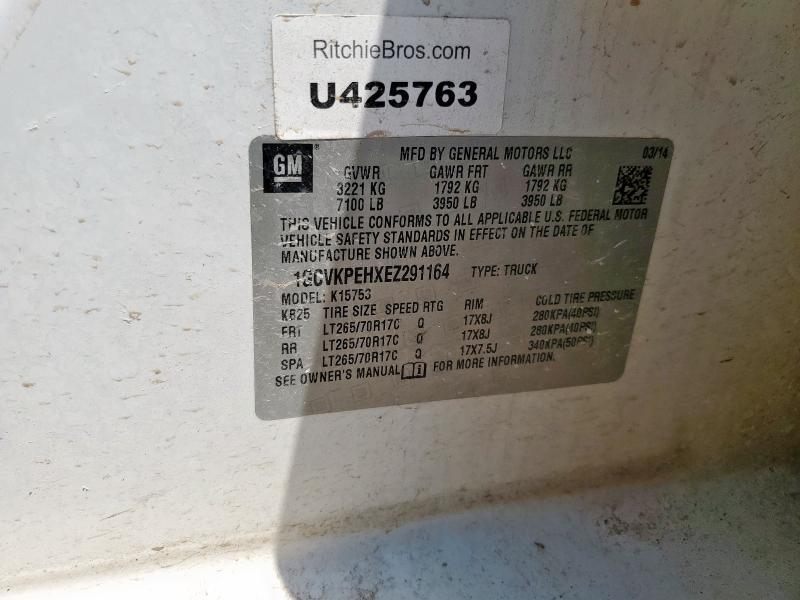 RitchieBros.com
U425763
GM®
MFD BY GENERAL MOTORS LLC 03/14
GVWR GAWR FRT GAWR RR
3221 KG 1792 KG 1792 KG
7100 LB 3950 LB 3950 LB
THIS VEHICLE CONFORMS TO ALL APPLICABLE U.S. FEDERAL MOTOR
VEHICLE SAFETY STANDARDS IN EFFECT ON THE DATE OF
MANUFACTURE SHOWN ABOVE.
1GCVKPEHXEZ291164 TYPE: TRUCK
MODEL: K15753
K825 TIRE SIZE SPEED RTG RIM COLD TIRE PRESSURE
FRT LT265/70R17C Q 17X8J 280KPA(40PSI)
RR LT265/70R17C Q 17X8J 280KPA(40PSI)
SPA LT265/70R17C Q 17X7.5J 340KPA(50PSI)
SEE OWNER'S MANUAL FOR MORE INFORMATION.